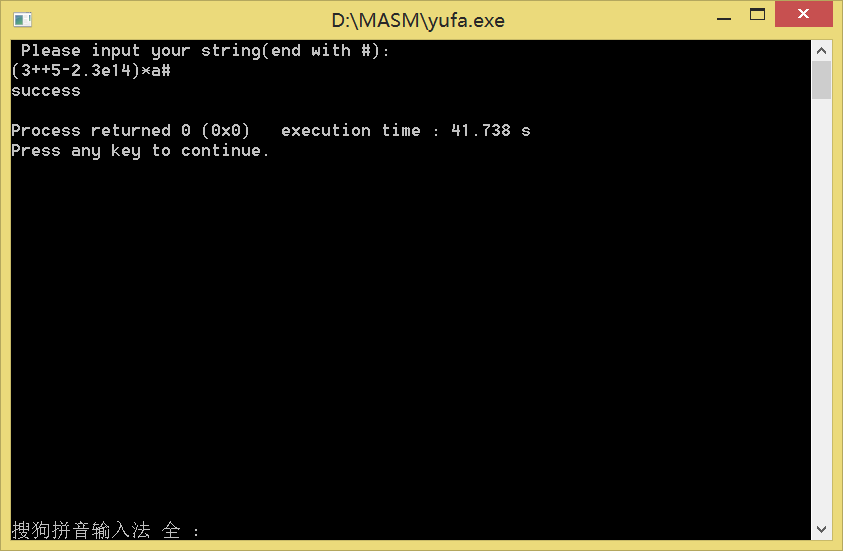 D:\MASM\yufa.exe
Please input your string(end with #):
(3++5-2.3e14)*a#
success
Process returned 0 (0x0)   execution time : 41.738 s
Press any key to continue.
搜狗拼音输入法 全 :